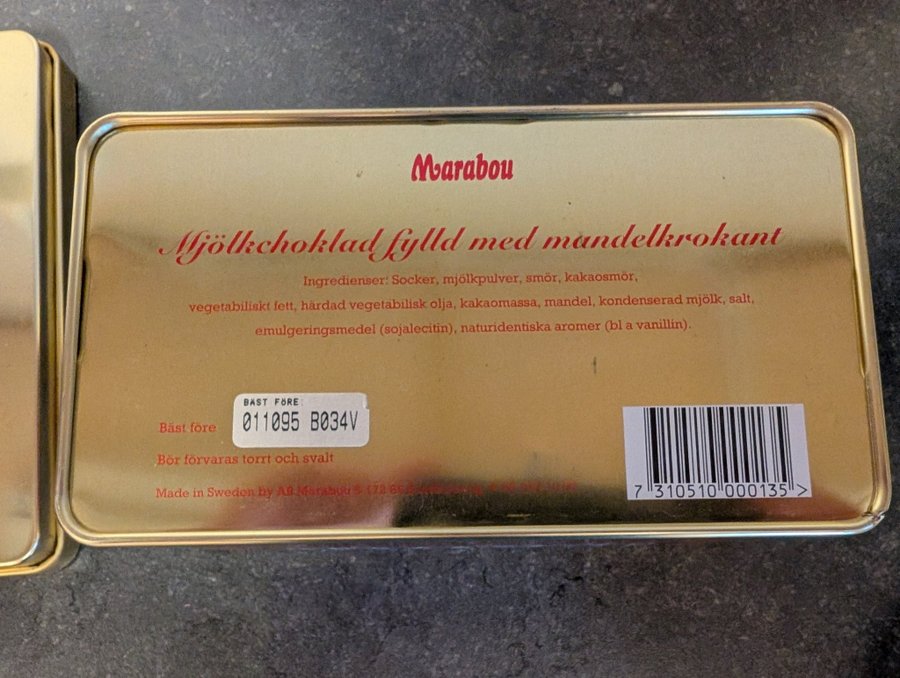 Marabou
Mjölkchoklad fylld med mandelkrokant
Ingredienser: Socker, mjölkpulver, smör, kakaosmör,
vegetabiliskt fett, härdad vegetabilisk olja, kakaomassa, mandel, kondenserad mjölk, salt,
emulgeringsmedel (sojalecitin), naturidentiska aromer (bl a vanillin).
BÄST FÖRE:
Bäst före 011095 B034V
Bör förvaras torrt och svalt
Made in Sweden by AB Marabou S-172 85
7 310510 000135 >